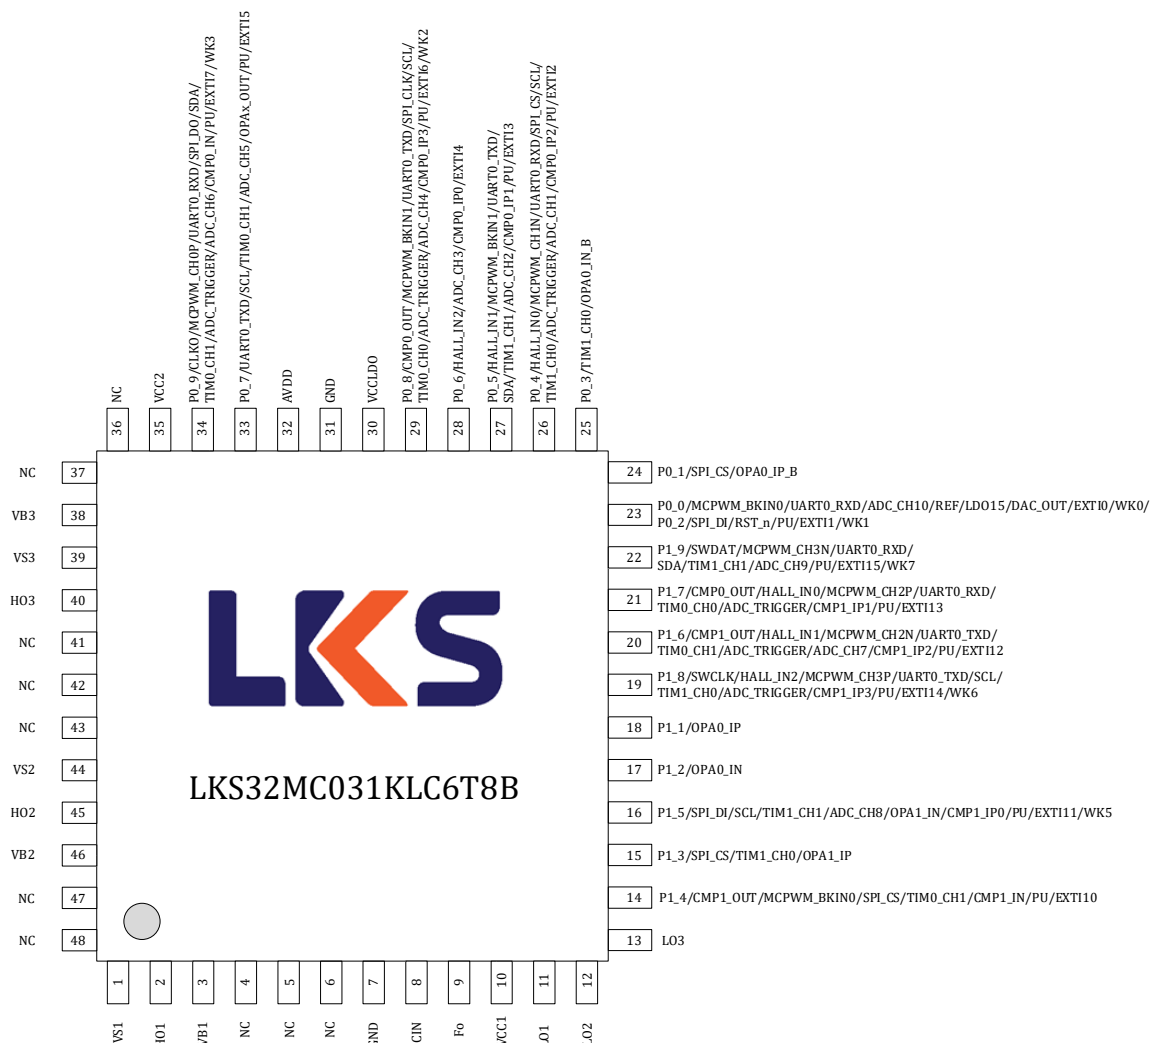 P0_9/CLKO/MCPWM_CH0P/UART0_RXD/SPI_DO/SDA/
TIM0_CH1/ADC_TRIGGER/ADC_CH6/CMP0_IN/PU/EXTI7/WK3
P0_7/UART0_TXD/SCL/TIM0_CH1/ADC_CH5/OPAx_OUT/PU/EXTI5
P0_8/CMP0_OUT/MCPWM_BKIN1/UART0_TXD/SPI_CLK/SCL/
TIM0_CH0/ADC_TRIGGER/ADC_CH4/CMP0_IP3/PU/EXTI6/WK2
P0_6/HALL_IN2/ADC_CH3/CMP0_IP0/EXTI4
P0_5/HALL_IN1/MCPWM_BKIN1/UART0_TXD/
SDA/TIM1_CH1/ADC_CH2/CMP0_IP1/PU/EXTI3
P0_4/HALL_IN0/MCPWM_CH1N/UART0_RXD/SPI_CS/SCL/
TIM1_CH0/ADC_TRIGGER/ADC_CH1/CMP0_IP2/PU/EXTI2
P0_3/TIM1_CH0/OPA0_IN_B
NC
VCC2
AVDD
GND
VCCLDO
36
35
34
33
32
31
30
29
28
27
26
25
NC 37
VB3 38
VS3 39
HO3 40
NC 41
NC 42
NC 43
VS2 44
HO2 45
VB2 46
NC 47
NC 48
LKS
LKS32MC031KLC6T8B
24 P0_1/SPI_CS/OPA0_IP_B
23 P0_0/MCPWM_BKIN0/UART0_RXD/ADC_CH10/REF/LDO15/DAC_OUT/EXTI0/WK0/
P0_2/SPI_DI/RST_n/PU/EXTI1/WK1
22 P1_9/SWDAT/MCPWM_CH3N/UART0_RXD/
SDA/TIM1_CH1/ADC_CH9/PU/EXTI15/WK7
21 P1_7/CMP0_OUT/HALL_IN0/MCPWM_CH2P/UART0_RXD/
TIM0_CH0/ADC_TRIGGER/CMP1_IP1/PU/EXTI13
20 P1_6/CMP1_OUT/HALL_IN1/MCPWM_CH2N/UART0_TXD/
TIM0_CH1/ADC_TRIGGER/ADC_CH7/CMP1_IP2/PU/EXTI12
19 P1_8/SWCLK/HALL_IN2/MCPWM_CH3P/UART0_TXD/SCL/
TIM1_CH0/ADC_TRIGGER/CMP1_IP3/PU/EXTI14/WK6
18 P1_1/OPA0_IP
17 P1_2/OPA0_IN
16 P1_5/SPI_DI/SCL/TIM1_CH1/ADC_CH8/OPA1_IN/CMP1_IP0/PU/EXTI11/WK5
15 P1_3/SPI_CS/TIM1_CH0/OPA1_IP
14 P1_4/CMP1_OUT/MCPWM_BKIN0/SPI_CS/TIM0_CH1/CMP1_IN/PU/EXTI10
13 LO3
1
2
3
4
5
6
7
8
9
10
11
12
VS1
HO1
VB1
NC
NC
NC
GND
CIN
Fo
VCC1
LO1
LO2